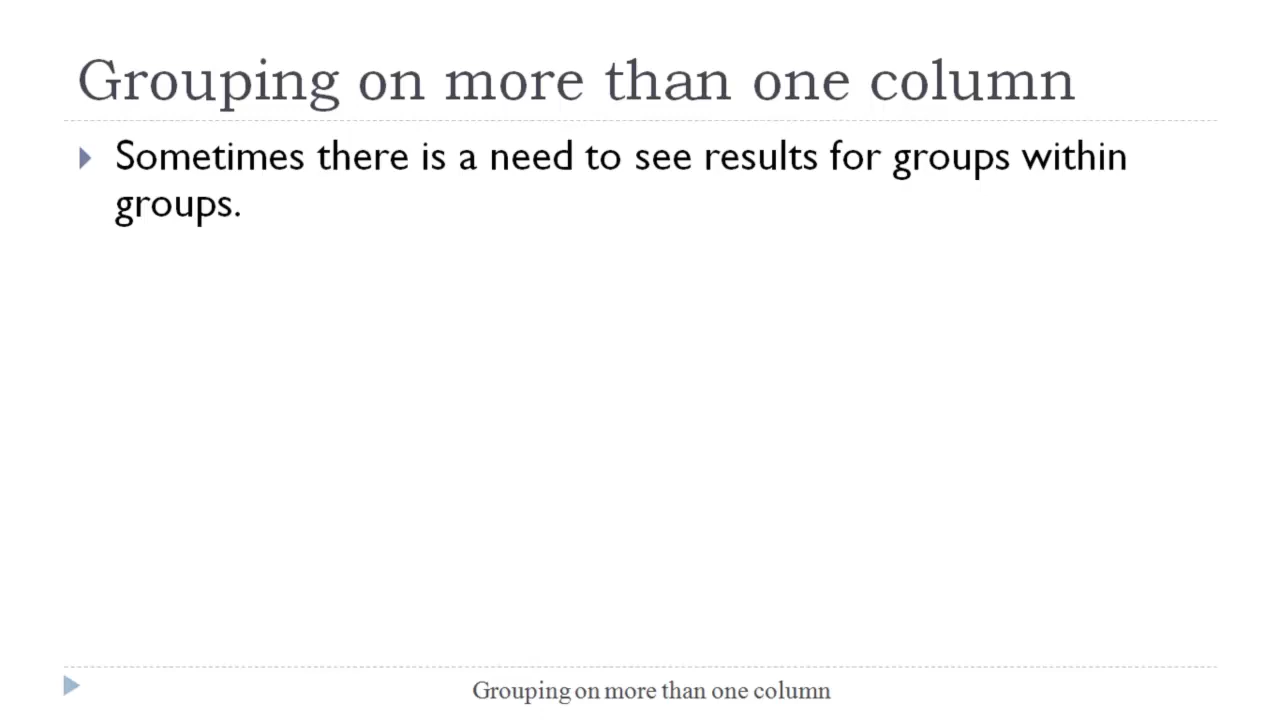 Grouping on more than one column
Sometimes there is a need to see results for groups within
groups.
Grouping on more than one column